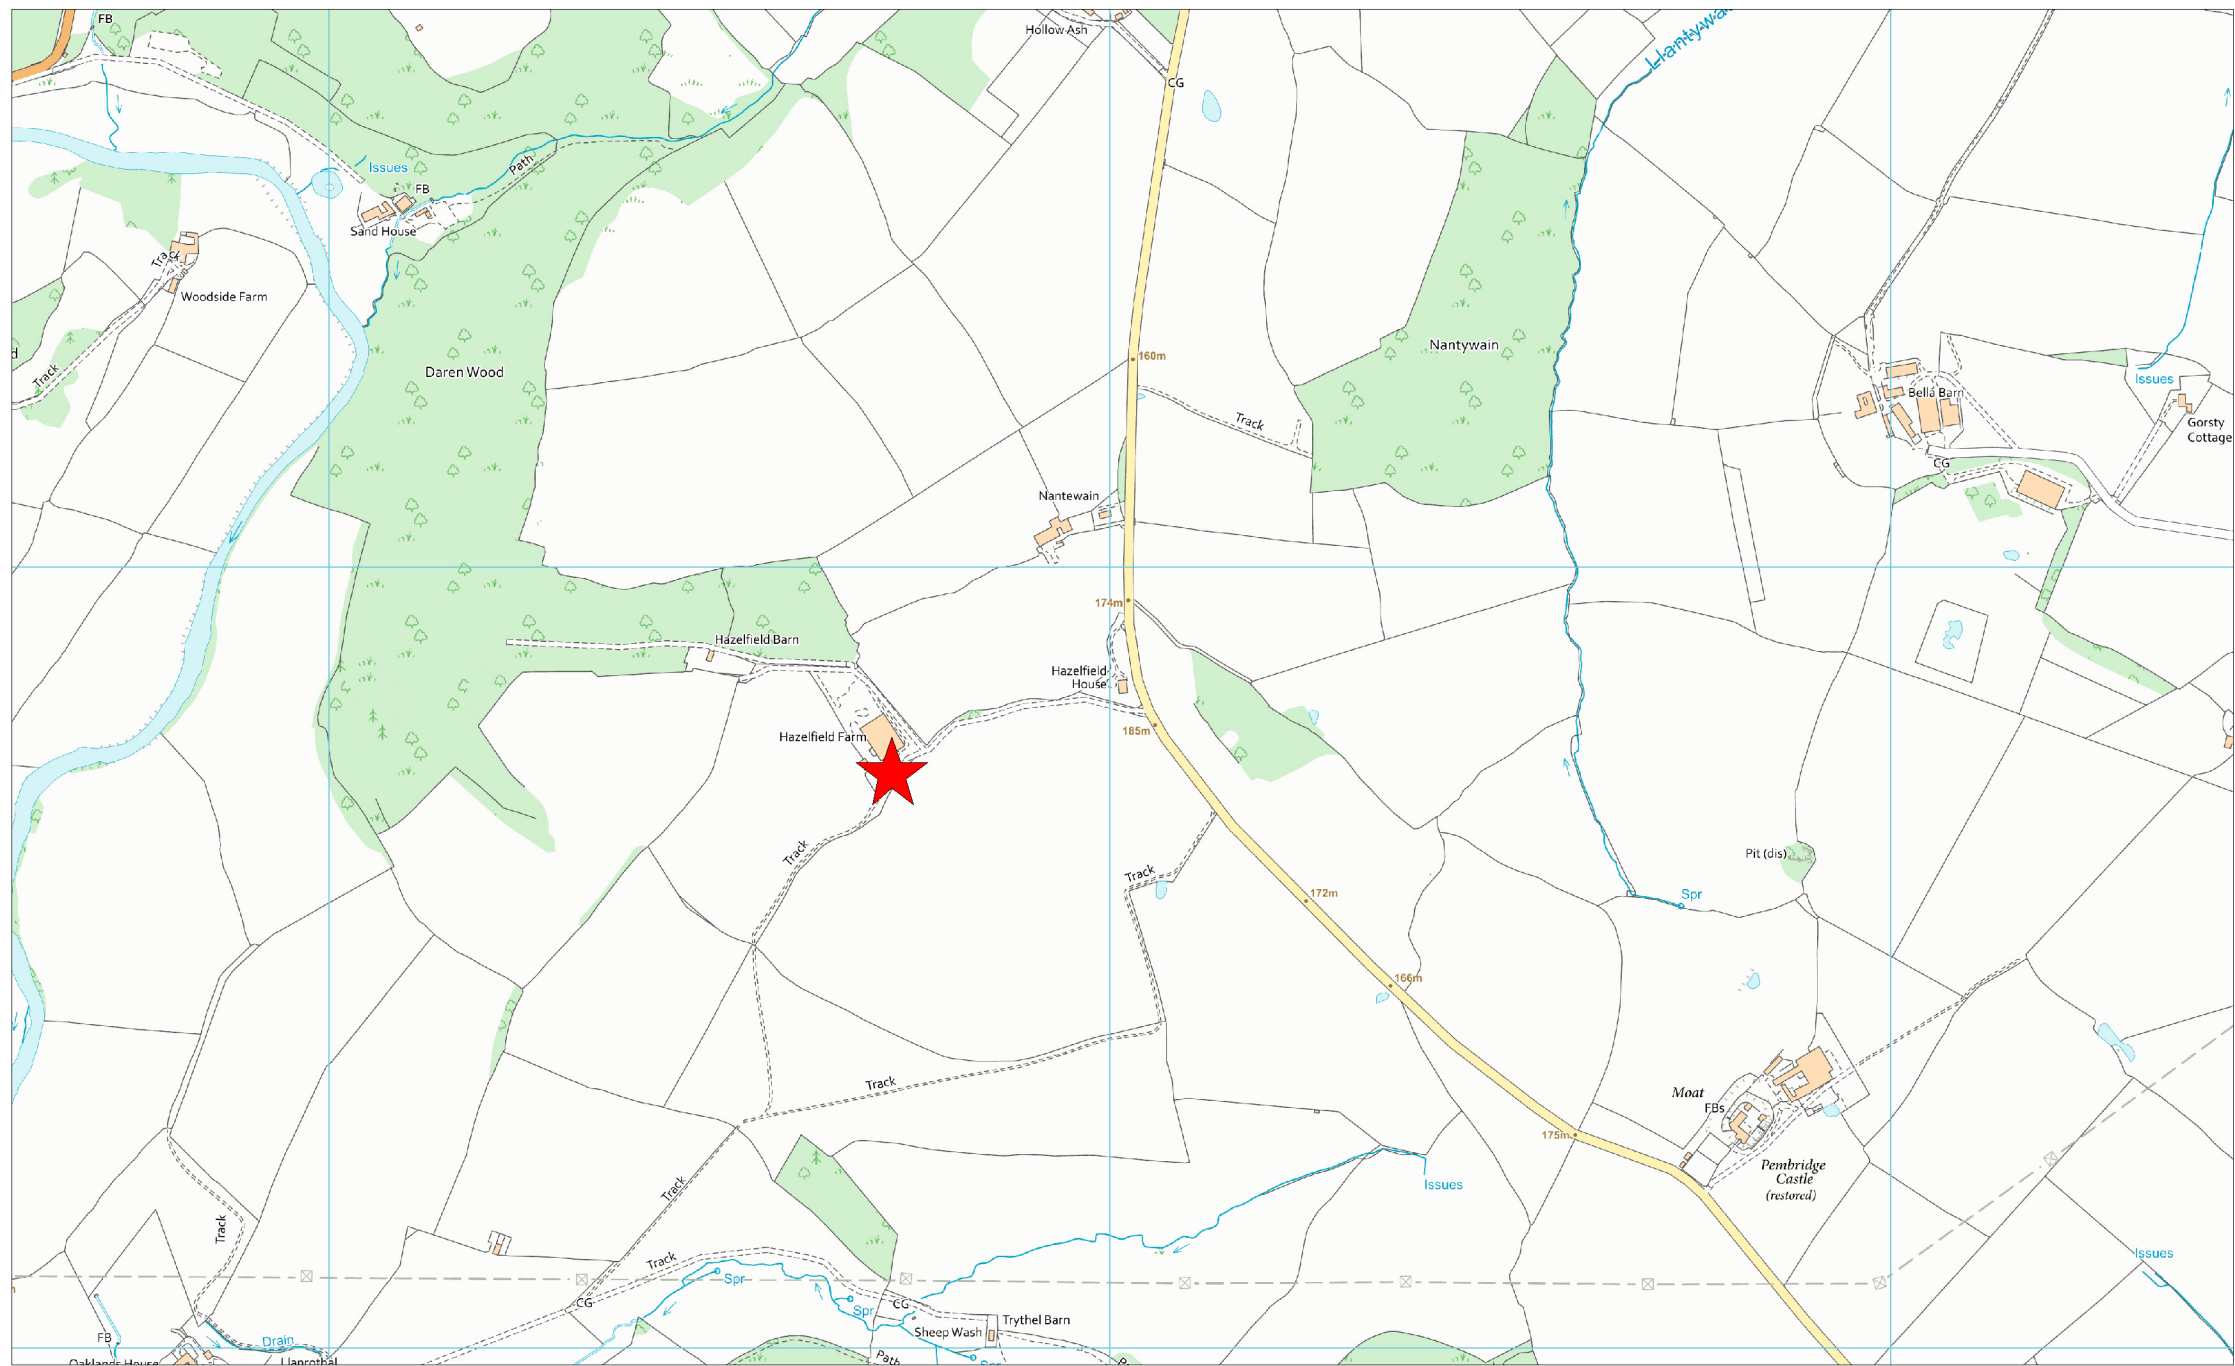 FB
Hollow Ash
CG
Issues
Path
FB
Sand House
Track
Woodside Farm
Track
Daren Wood
160m
Nantywain
Track
Bella Barn
Issues
Gorsty
Cottage
CG
Nantewain
174m
Hazelfield Barn
Hazelfield
House
185m
Hazelfield Farm
Track
Track
Pit (dis)
172m
Spr
166m
Track
Moat
FBs
175m
Pembridge
Castle
(restored)
Issues
Track
Track
Track
Issues
Spr
CG
Spr
CG
Trythel Barn
Sheep Wash
FB
Drain
Oaklands House
Llanrothal
Path